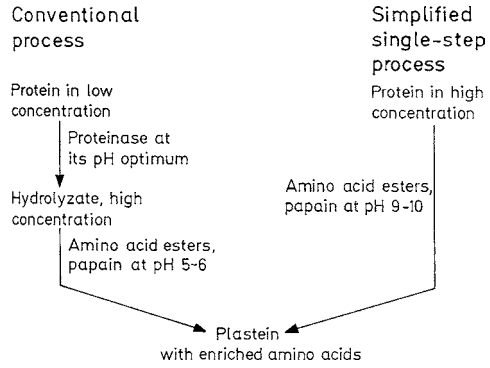 Conventional
process
Protein in low
concentration
Proteinase at
its pH optimum
Hydrolyzate, high
concentration
Amino acid esters,
papain at pH 5-6
Simplified
single-step
process
Protein in high
concentration
Amino acid esters,
papain at pH 9-10
Plastein
with enriched amino acids